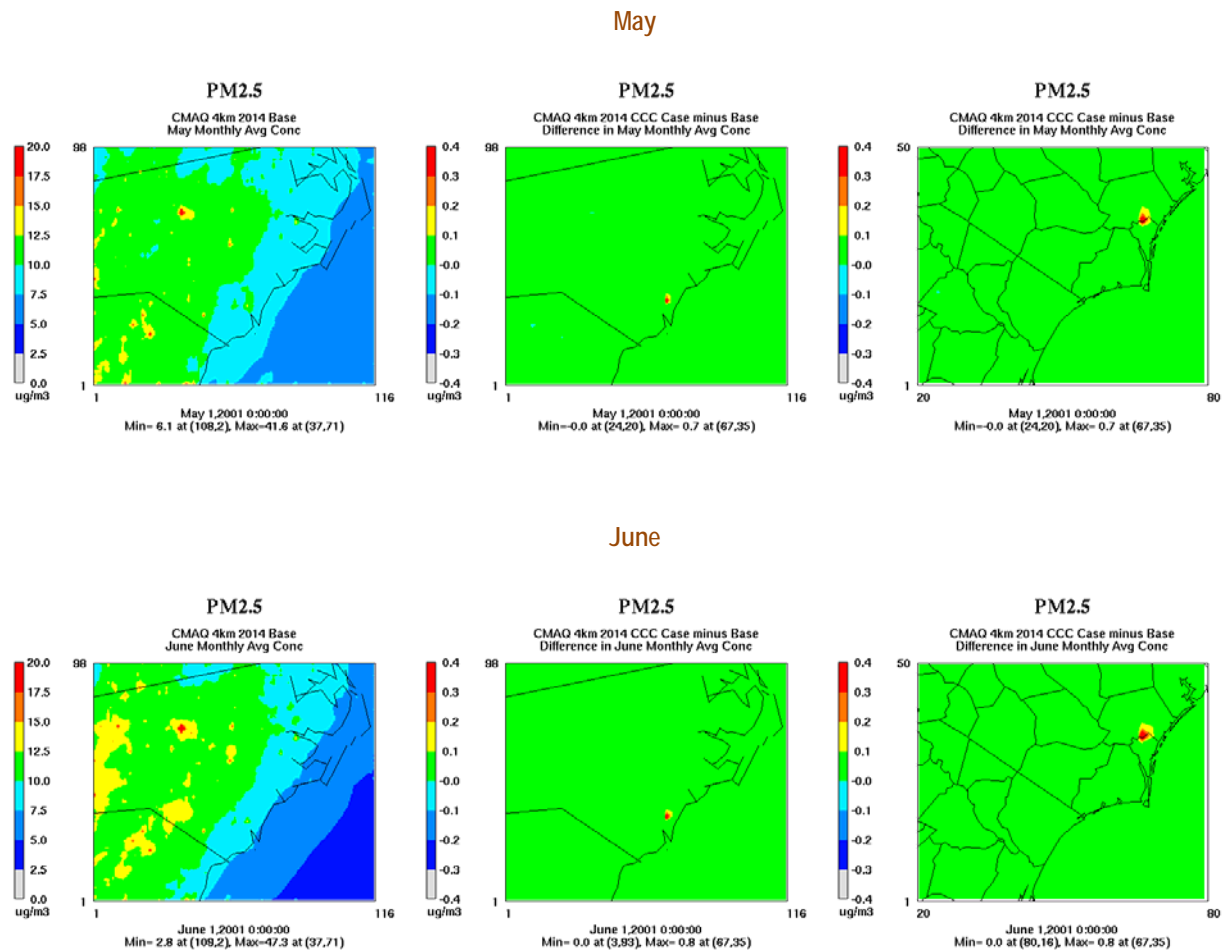 May
PM2.5
CMAQ 4km 2014 Base
May Monthly Avg Conc
20.0
17.5
15.0
12.5
10.0
7.5
5.0
2.5
0.0
ug/m3
98
1
1
116
May 1,2001 0:00:00
Min= 6.1 at (108,2), Max=41.6 at (37,71)
PM2.5
CMAQ 4km 2014 CCC Case minus Base
Difference in May Monthly Avg Conc
0.4
0.3
0.2
0.1
-0.0
-0.1
-0.2
-0.3
-0.4
ug/m3
98
1
1
116
May 1,2001 0:00:00
Min=-0.0 at (24,20), Max= 0.7 at (67,35)
PM2.5
CMAQ 4km 2014 CCC Case minus Base
Difference in May Monthly Avg Conc
0.4
0.3
0.2
0.1
-0.0
-0.1
-0.2
-0.3
-0.4
ug/m3
50
1
20
80
May 1,2001 0:00:00
Min=-0.0 at (24,20), Max= 0.7 at (67,35)
June
PM2.5
CMAQ 4km 2014 Base
June Monthly Avg Conc
20.0
17.5
15.0
12.5
10.0
7.5
5.0
2.5
0.0
ug/m3
98
1
1
116
June 1,2001 0:00:00
Min= 2.8 at (109,2), Max=47.3 at (37,71)
PM2.5
CMAQ 4km 2014 CCC Case minus Base
Difference in June Monthly Avg Conc
0.4
0.3
0.2
0.1
-0.0
-0.1
-0.2
-0.3
-0.4
ug/m3
98
1
1
116
June 1,2001 0:00:00
Min= 0.0 at (3,93), Max= 0.8 at (67,35)
PM2.5
CMAQ 4km 2014 CCC Case minus Base
Difference in June Monthly Avg Conc
0.4
0.3
0.2
0.1
-0.0
-0.1
-0.2
-0.3
-0.4
ug/m3
50
1
20
80
June 1,2001 0:00:00
Min= 0.0 at (80,16), Max= 0.8 at (67,35)